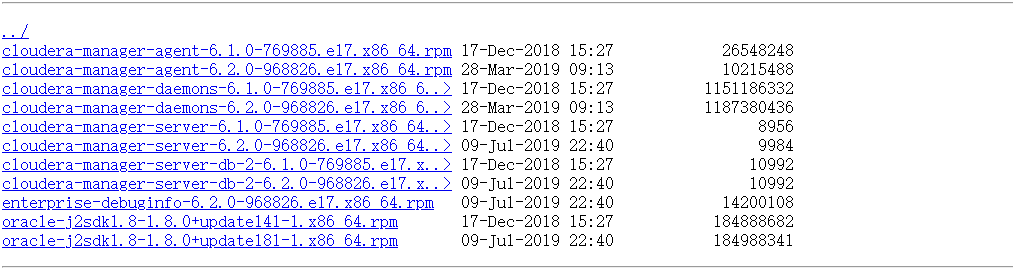 ../
cloudera-manager-agent-6.1.0-769885.el7.x86_64.rpm 17-Dec-2018 15:27 26548248
cloudera-manager-agent-6.2.0-968826.el7.x86_64.rpm 28-Mar-2019 09:13 10215488
cloudera-manager-daemons-6.1.0-769885.el7.x86_6..> 17-Dec-2018 15:27 1151186332
cloudera-manager-daemons-6.2.0-968826.el7.x86_6..> 28-Mar-2019 09:13 1187380436
cloudera-manager-server-6.1.0-769885.el7.x86_64..> 17-Dec-2018 15:27 8956
cloudera-manager-server-6.2.0-968826.el7.x86_64..> 09-Jul-2019 22:40 9984
cloudera-manager-server-db-2-6.1.0-769885.el7.x..> 17-Dec-2018 15:27 10992
cloudera-manager-server-db-2-6.2.0-968826.el7.x..> 09-Jul-2019 22:40 10992
enterprise-debuginfo-6.2.0-968826.el7.x86_64.rpm 09-Jul-2019 22:40 14200108
oracle-j2sdk1.8-1.8.0+update141-1.x86_64.rpm 17-Dec-2018 15:27 184888682
oracle-j2sdk1.8-1.8.0+update181-1.x86_64.rpm 09-Jul-2019 22:40 184988341